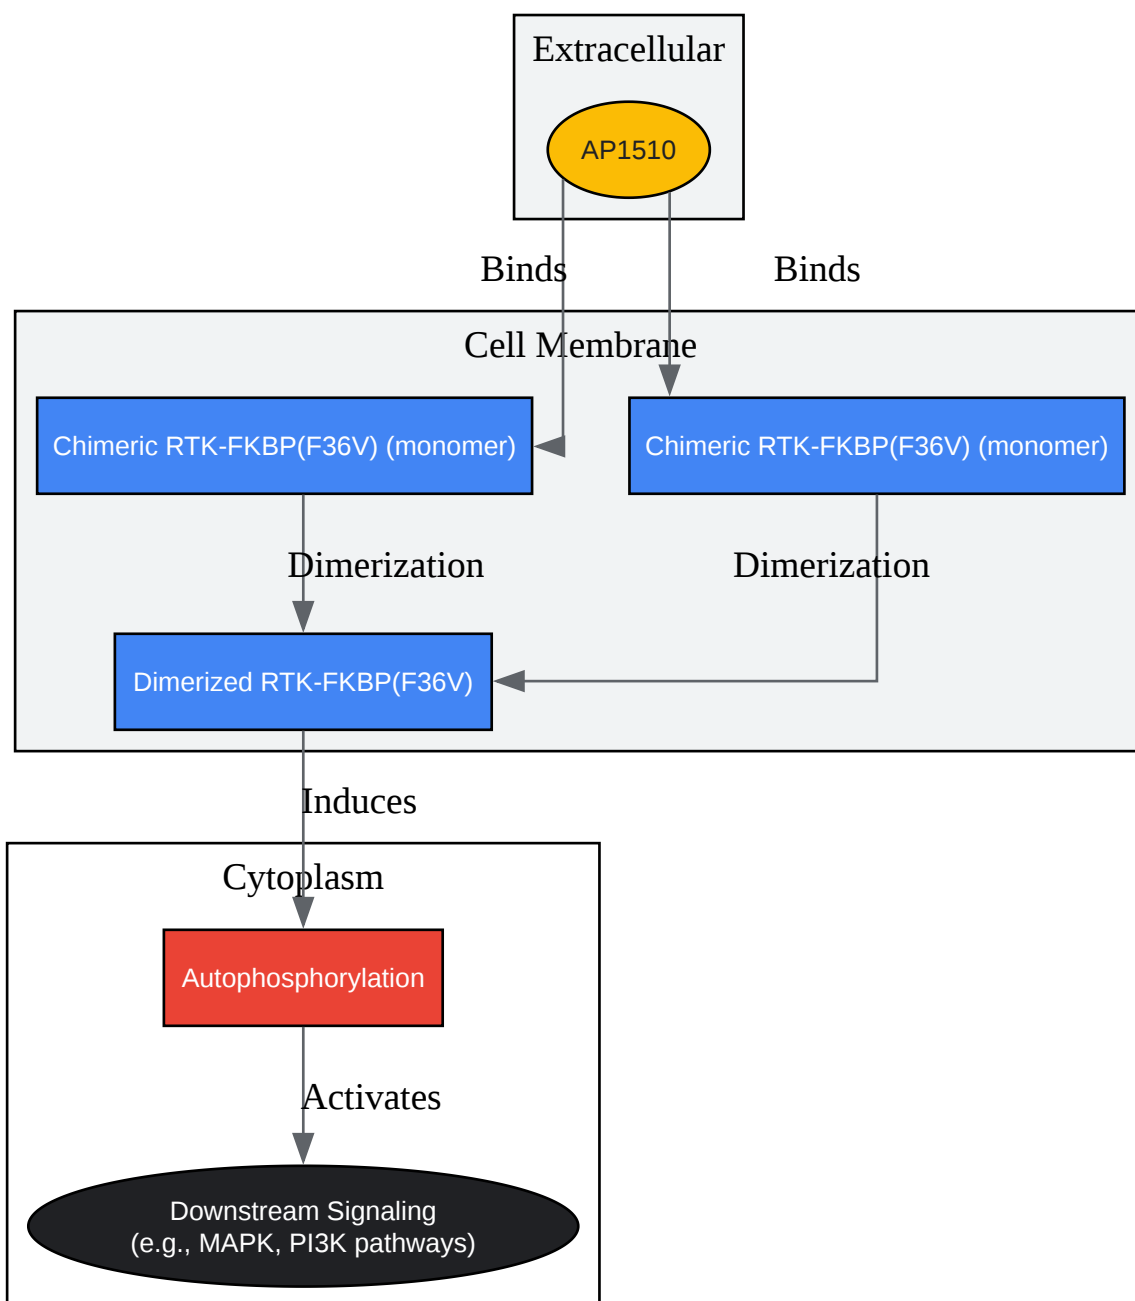 Extracellular
AP1510
Binds
Binds
Cell Membrane
Chimeric RTK-FKBP(F36V) (monomer)
Chimeric RTK-FKBP(F36V) (monomer)
Dimerization
Dimerization
Dimerized RTK-FKBP(F36V)
Induces
Cytoplasm
Autophosphorylation
Activates
Downstream Signaling
(e.g., MAPK, PI3K pathways)